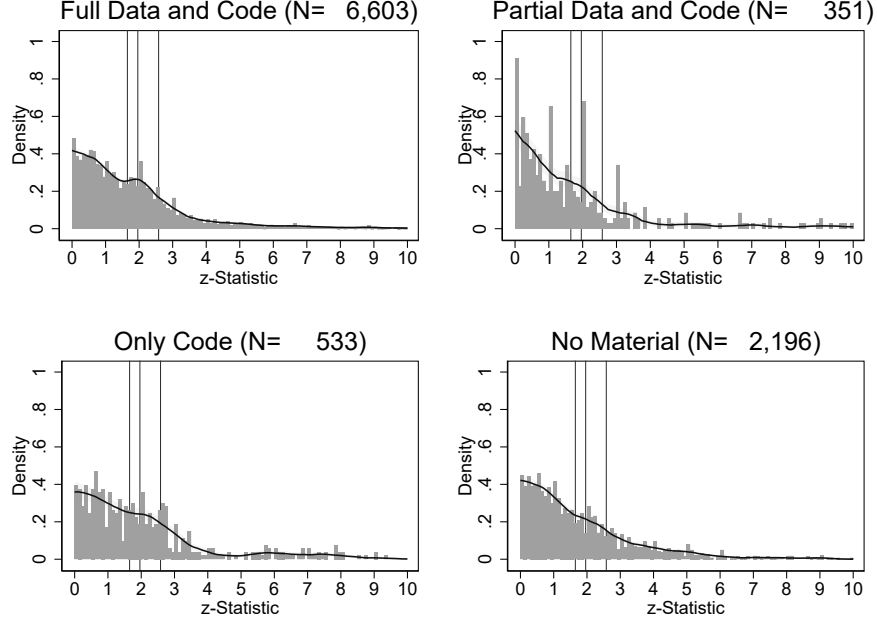 Full Data and Code (N= 6,603)
Density
1
.8
.6
.4
.2
0
0 1 2 3 4 5 6 7 8 9 10
z-Statistic
Partial Data and Code (N= 351)
Density
1
.8
.6
.4
.2
0
0 1 2 3 4 5 6 7 8 9 10
z-Statistic
Only Code (N= 533)
Density
1
.8
.6
.4
.2
0
0 1 2 3 4 5 6 7 8 9 10
z-Statistic
No Material (N= 2,196)
Density
1
.8
.6
.4
.2
0
0 1 2 3 4 5 6 7 8 9 10
z-Statistic